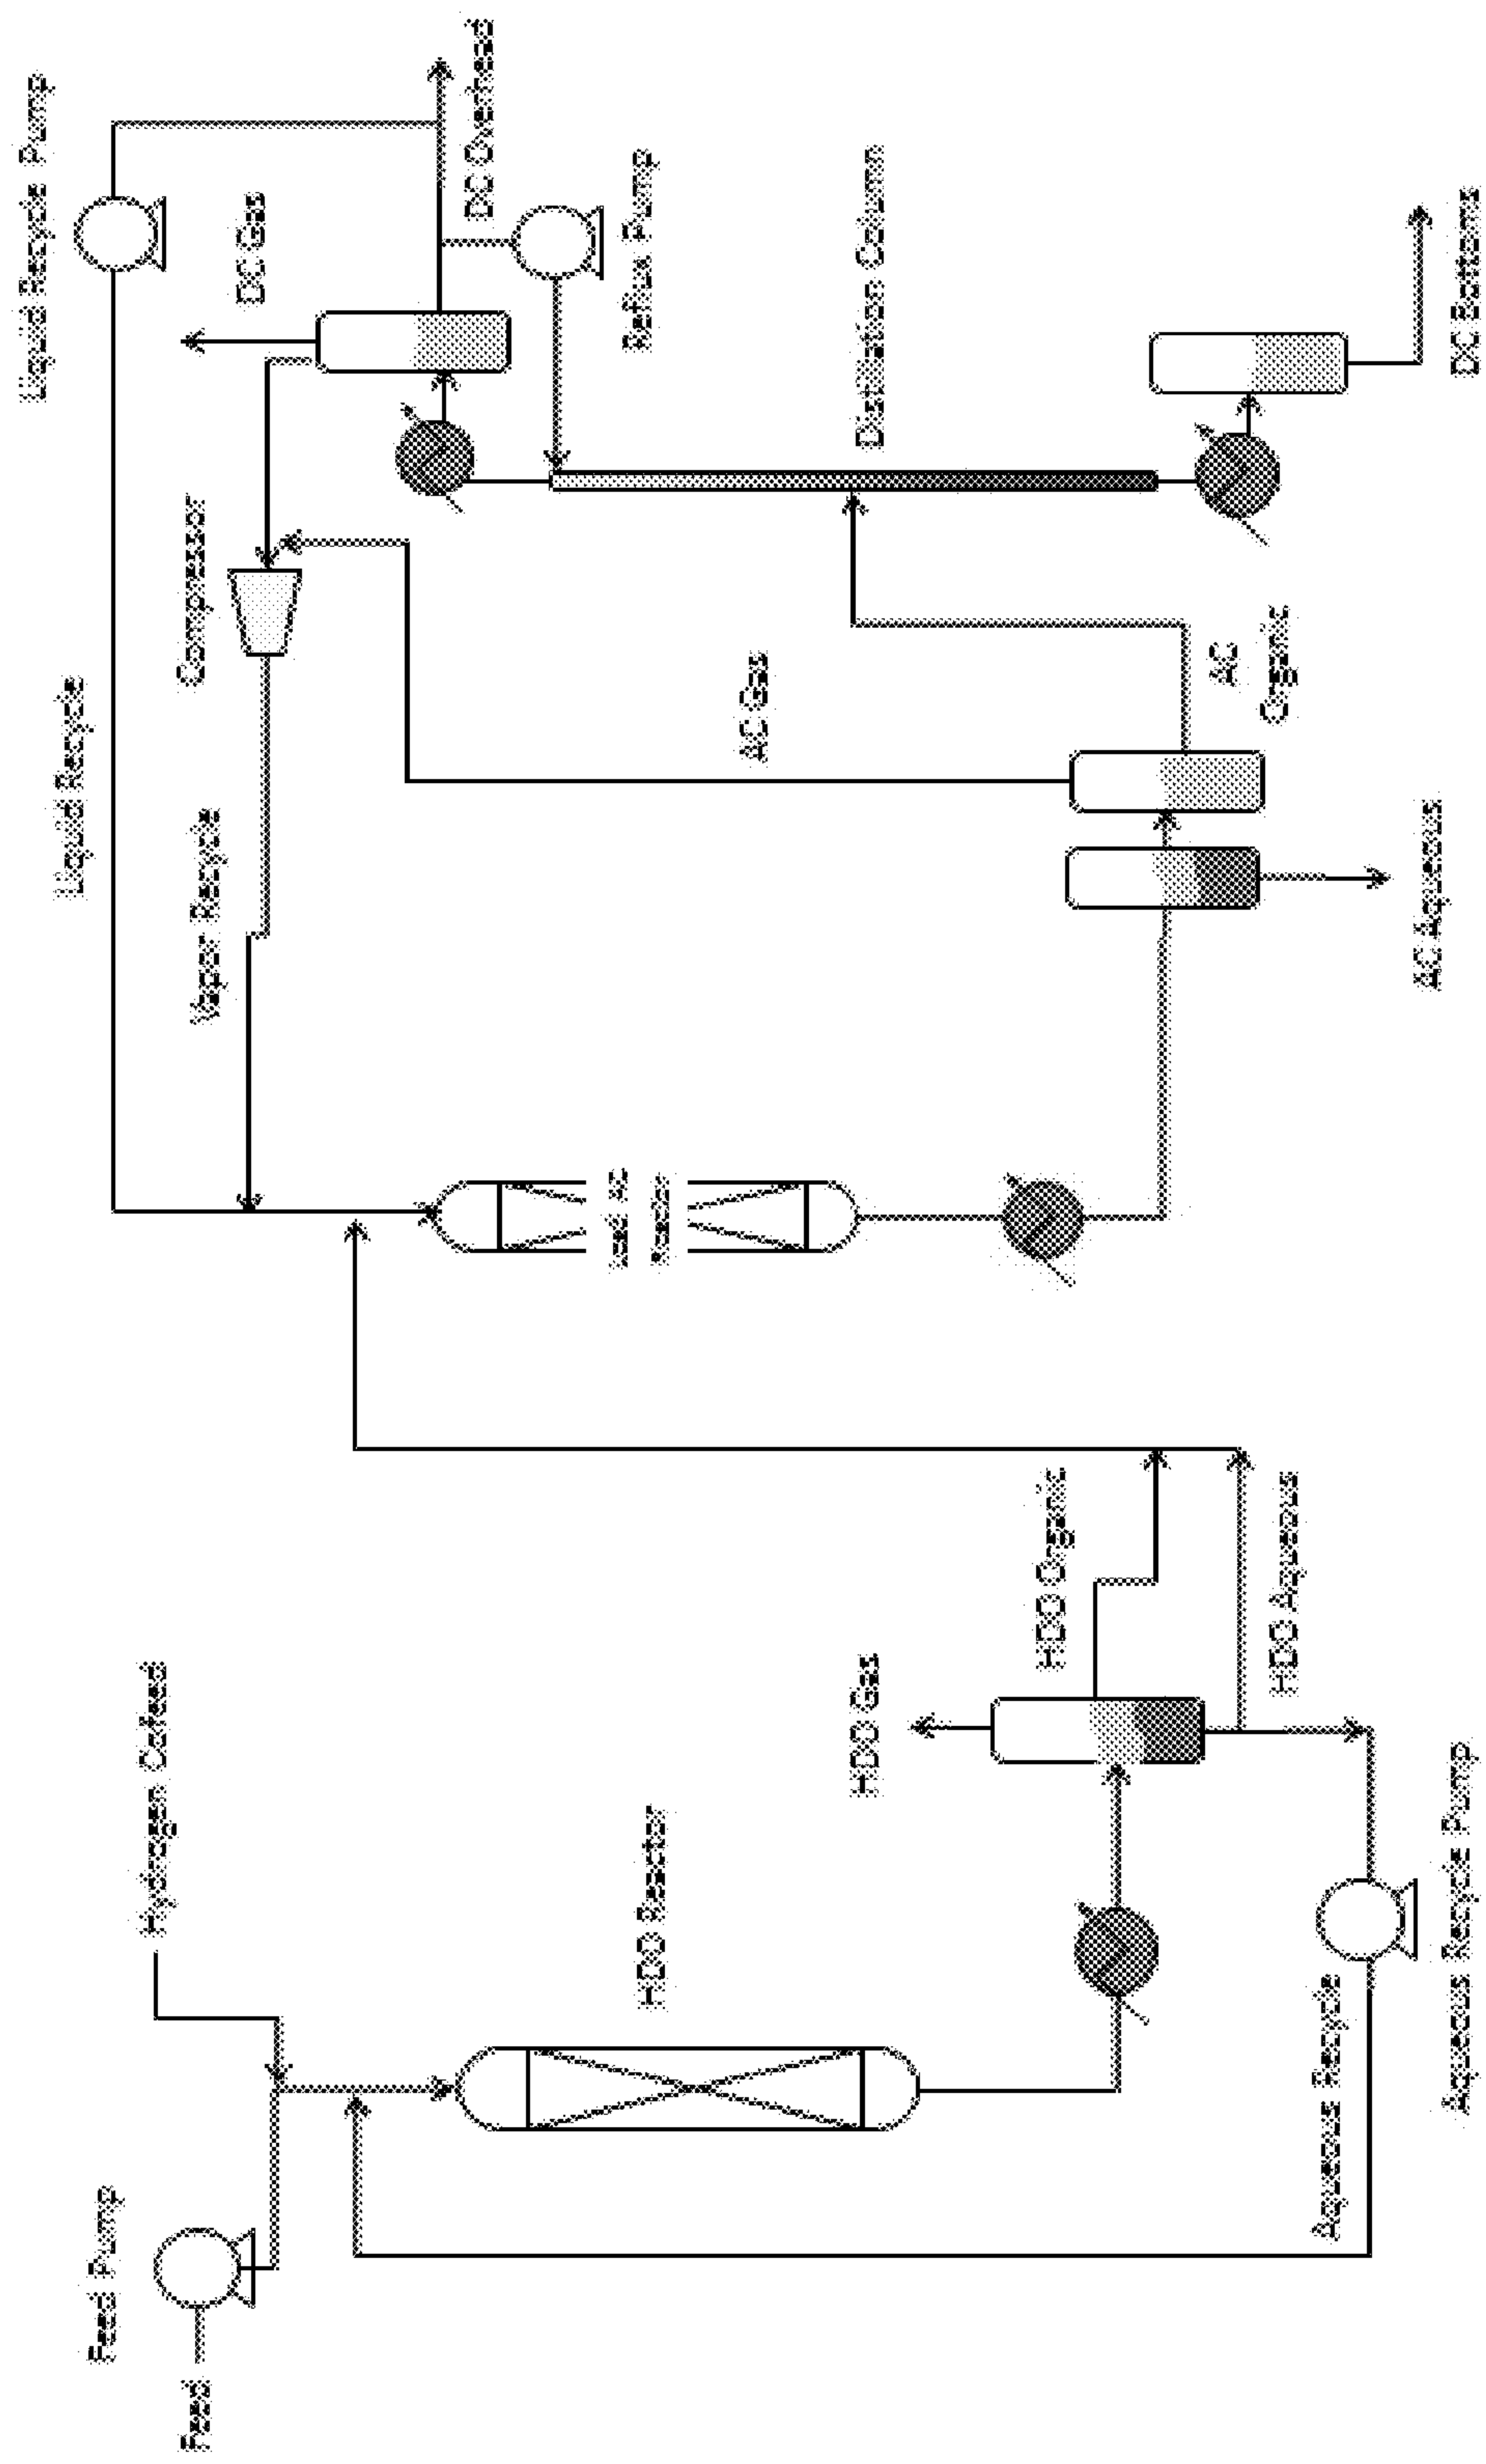 Feed
Feed Pump
Hydrogen Cofeed
HDO Reactor
Aqueous Recycle
Aqueous Recycle Pump
HDO Gas
HDO Organic
HDO Aqueous
Lead AC
Reactor
Liquid Recycle
Vapor Recycle
Compressor
AC Gas
AC Aqueous
AC
Organic
Distillation Column
Liquid Recycle Pump
DC Gas
DC Overhead
Reflux Pump
DC Bottoms